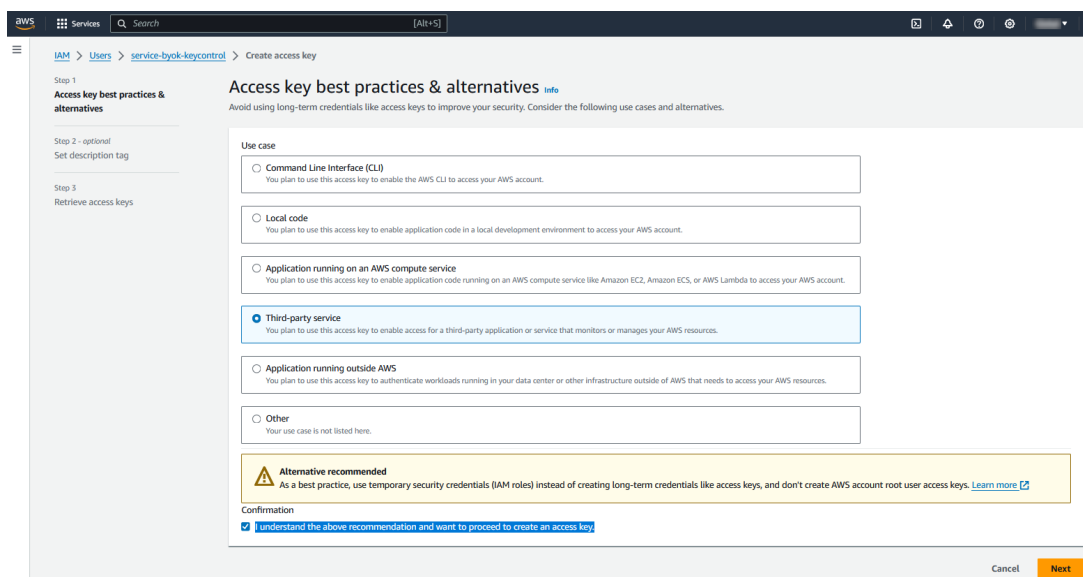 aws
Services
Search
[Alt+S]
IAM > Users > service-byok-keycontrol > Create access key
Step 1
Access key best practices &
alternatives
Step 2 - optional
Set description tag
Step 3
Retrieve access keys
Access key best practices & alternatives Info
Avoid using long-term credentials like access keys to improve your security. Consider the following use cases and alternatives.
Use case
Command Line Interface (CLI)
You plan to use this access key to enable the AWS CLI to access your AWS account.
Local code
You plan to use this access key to enable application code in a local development environment to access your AWS account.
Application running on an AWS compute service
You plan to use this access key to enable application code running on an AWS compute service like Amazon EC2, Amazon ECS, or AWS Lambda to access your AWS account.
Third-party service
You plan to use this access key to enable access for a third-party application or service that monitors or manages your AWS resources.
Application running outside AWS
You plan to use this access key to authenticate workloads running in your data center or other infrastructure outside of AWS that needs to access your AWS resources.
Other
Your use case is not listed here.
Alternative recommended
As a best practice, use temporary security credentials (IAM roles) instead of creating long-term credentials like access keys, and don't create AWS account root user access keys. Learn more
Confirmation
I understand the above recommendation and want to proceed to create an access key.
Cancel
Next